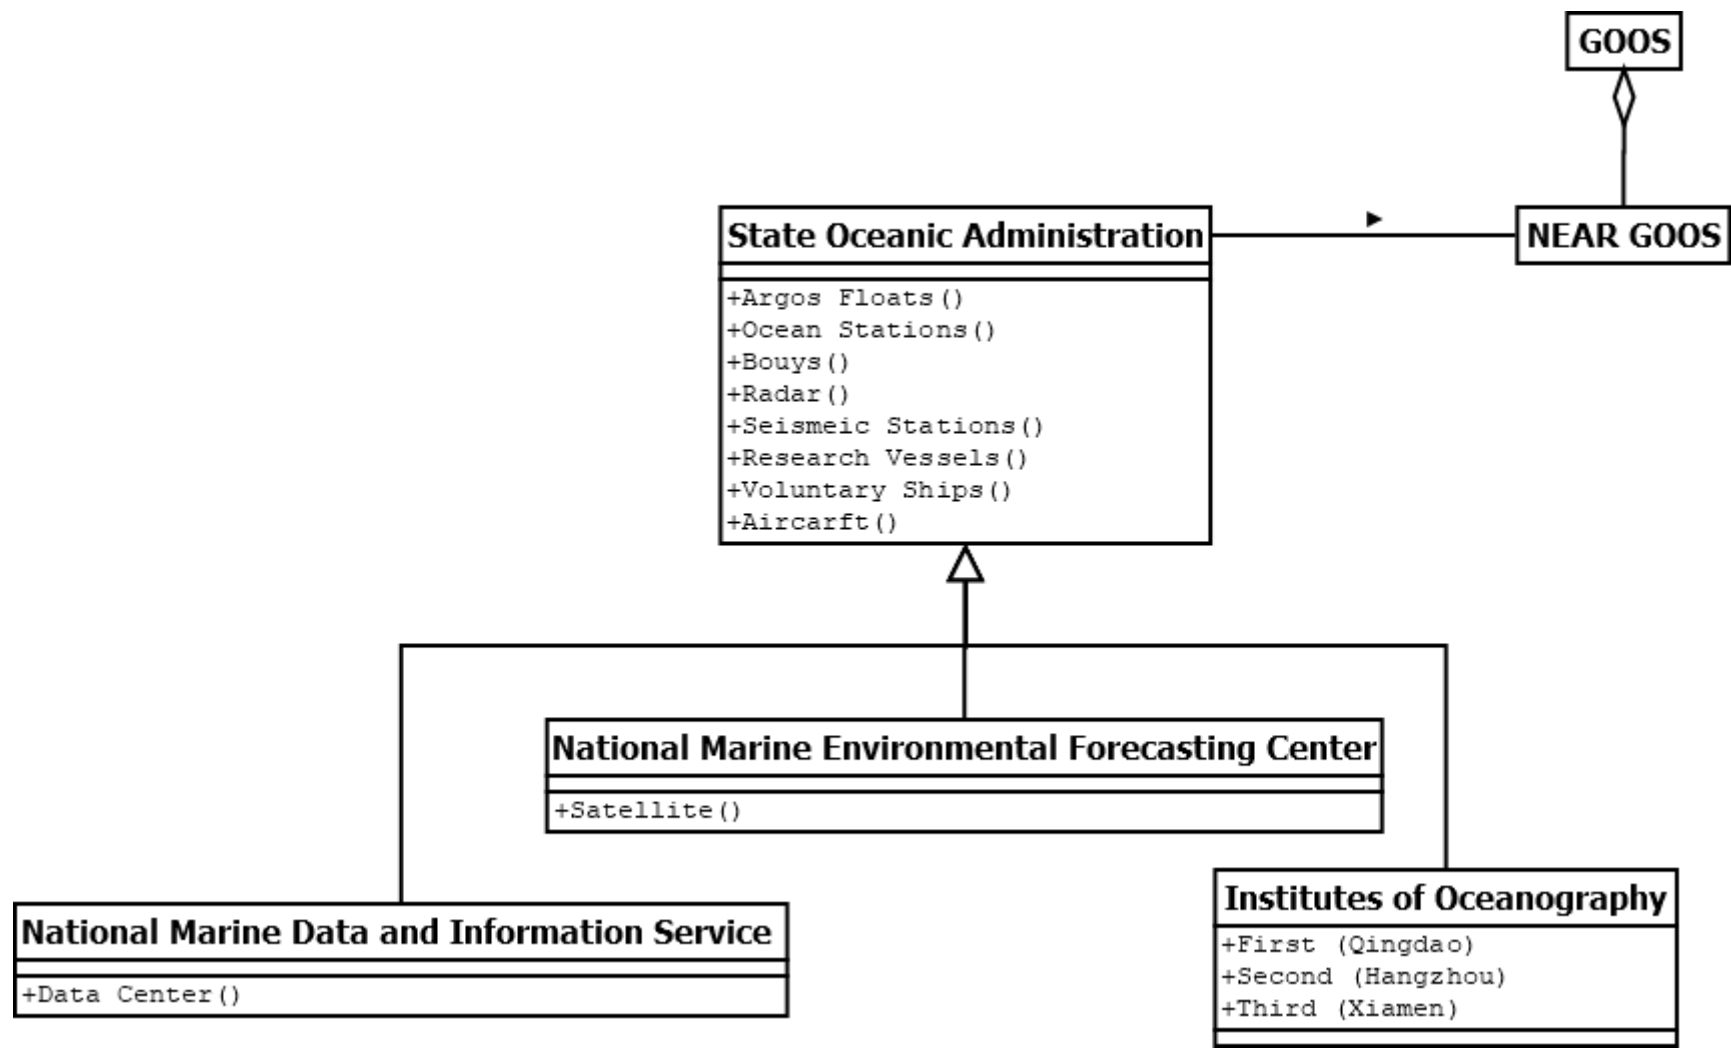 GOOS
State Oceanic Administration
NEAR GOOS
+Argos Floats()
+Ocean Stations()
+Bouys()
+Radar()
+Seismeic Stations()
+Research Vessels()
+Voluntary Ships()
+Aircarft()
National Marine Environmental Forecasting Center
+Satellite()
National Marine Data and Information Service
+Data Center()
Institutes of Oceanography
+First (Qingdao)
+Second (Hangzhou)
+Third (Xiamen)